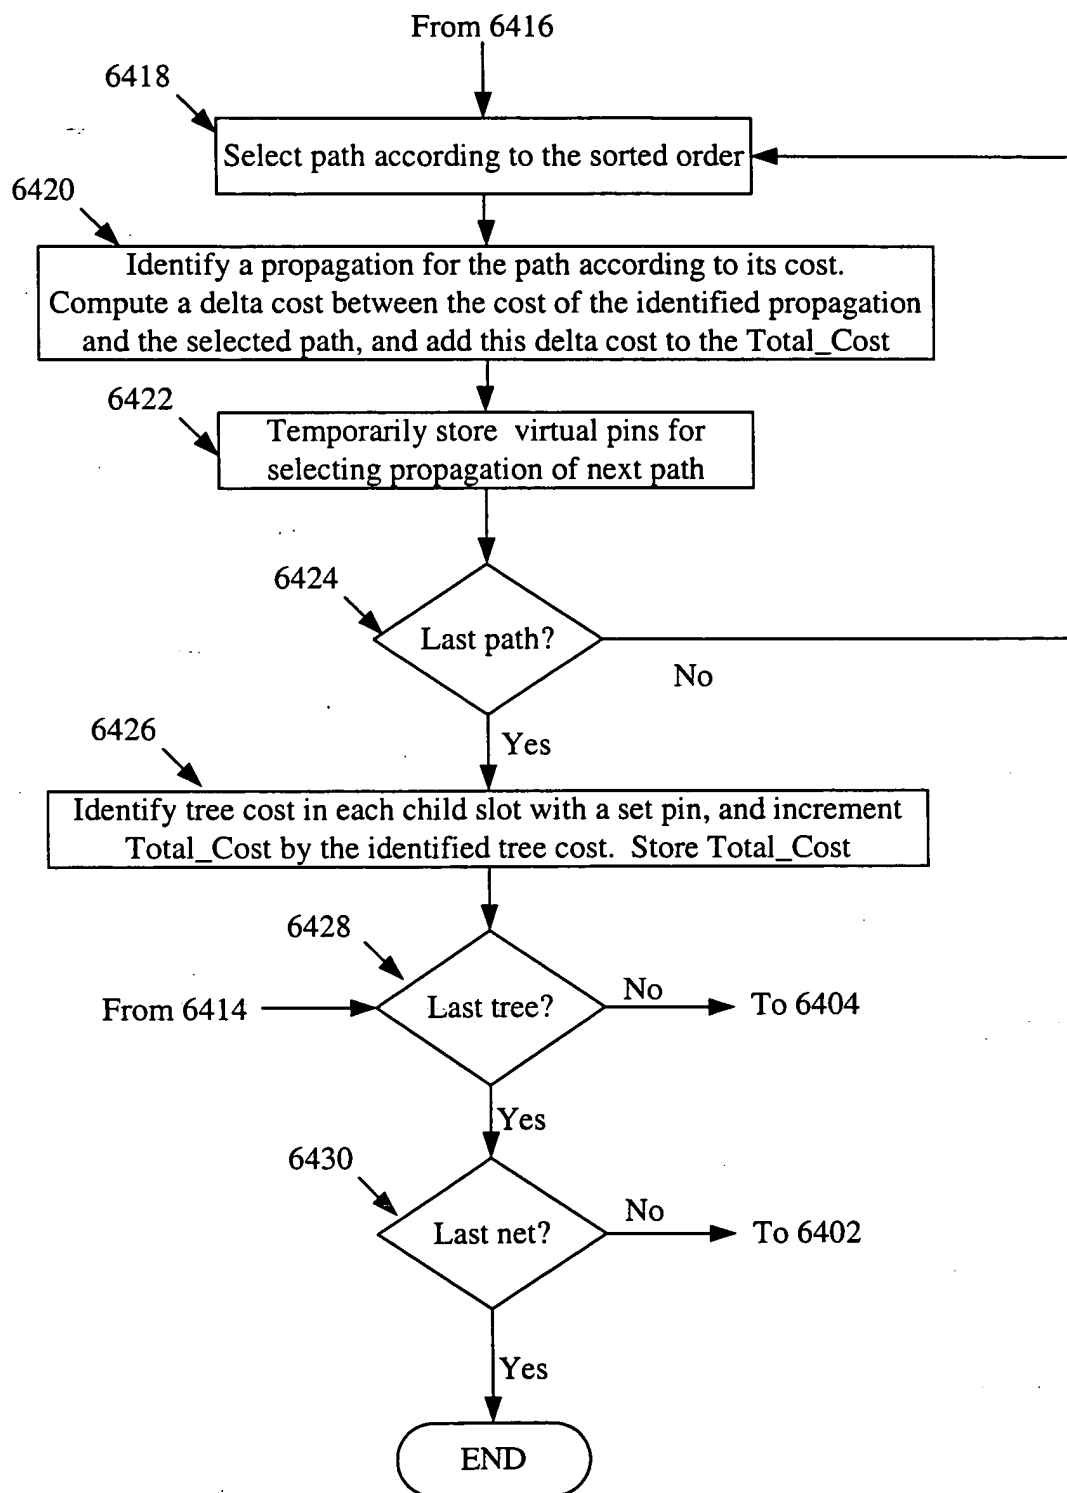 From 6416
6418
Select path according to the sorted order
6420
Identify a propagation for the path according to its cost.
Compute a delta cost between the cost of the identified propagation
and the selected path, and add this delta cost to the Total_Cost
6422
Temporarily store virtual pins for
selecting propagation of next path
6424
Last path?
No
Yes
6426
Identify tree cost in each child slot with a set pin, and increment
Total_Cost by the identified tree cost. Store Total_Cost
6428
From 6414
Last tree?
No
To 6404
Yes
6430
Last net?
No
To 6402
Yes
END